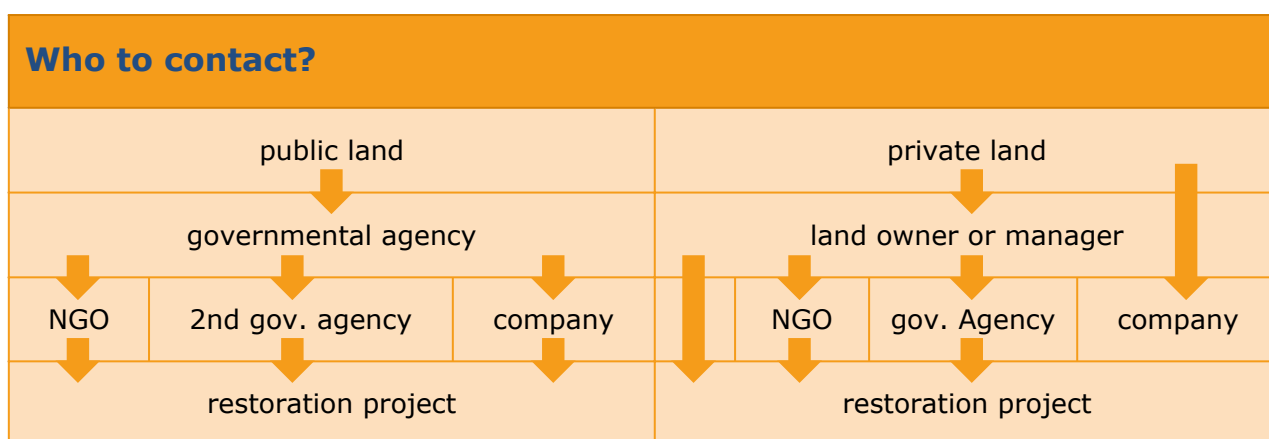 Who to contact?
public land private land
governmental agency land owner or manager
NGO 2nd gov. agency company NGO gov. Agency company
restoration project restoration project